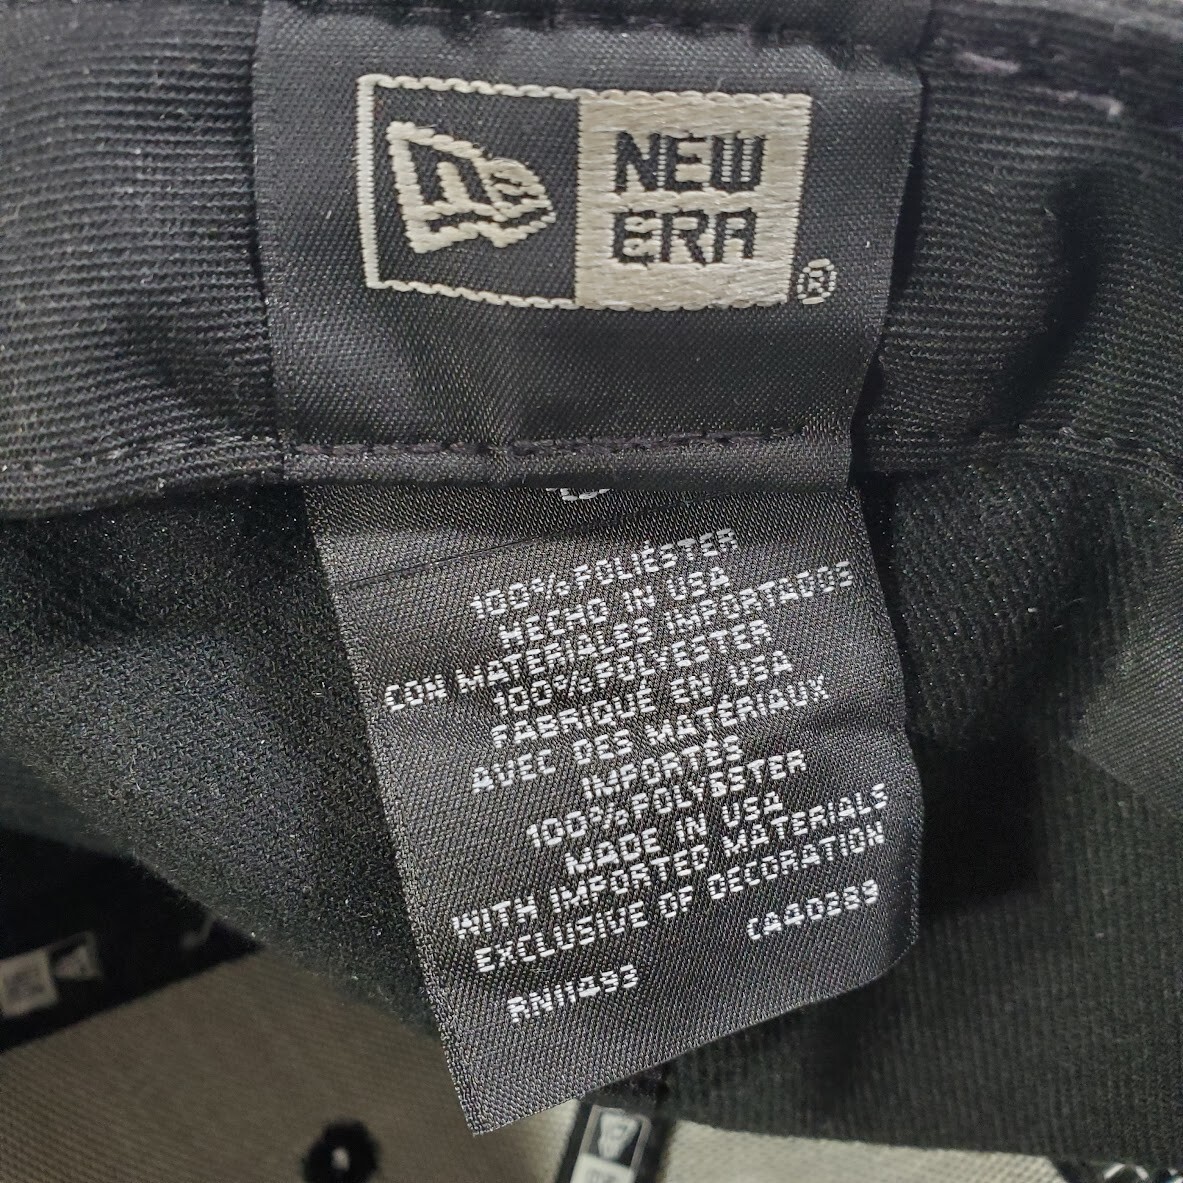 NEW
ERA
®
100% POLIÉSTER
HECHO IN USA
CON MATERIALES IMPORTADOS
100% POLYESTER
FABRIQUÉ EN USA
AVEC DES MATÉRIAUX
IMPORTÉS
100% POLYESTER
MADE IN USA
WITH IMPORTED MATERIALS
EXCLUSIVE OF DECORATION
CA40289
RN11493